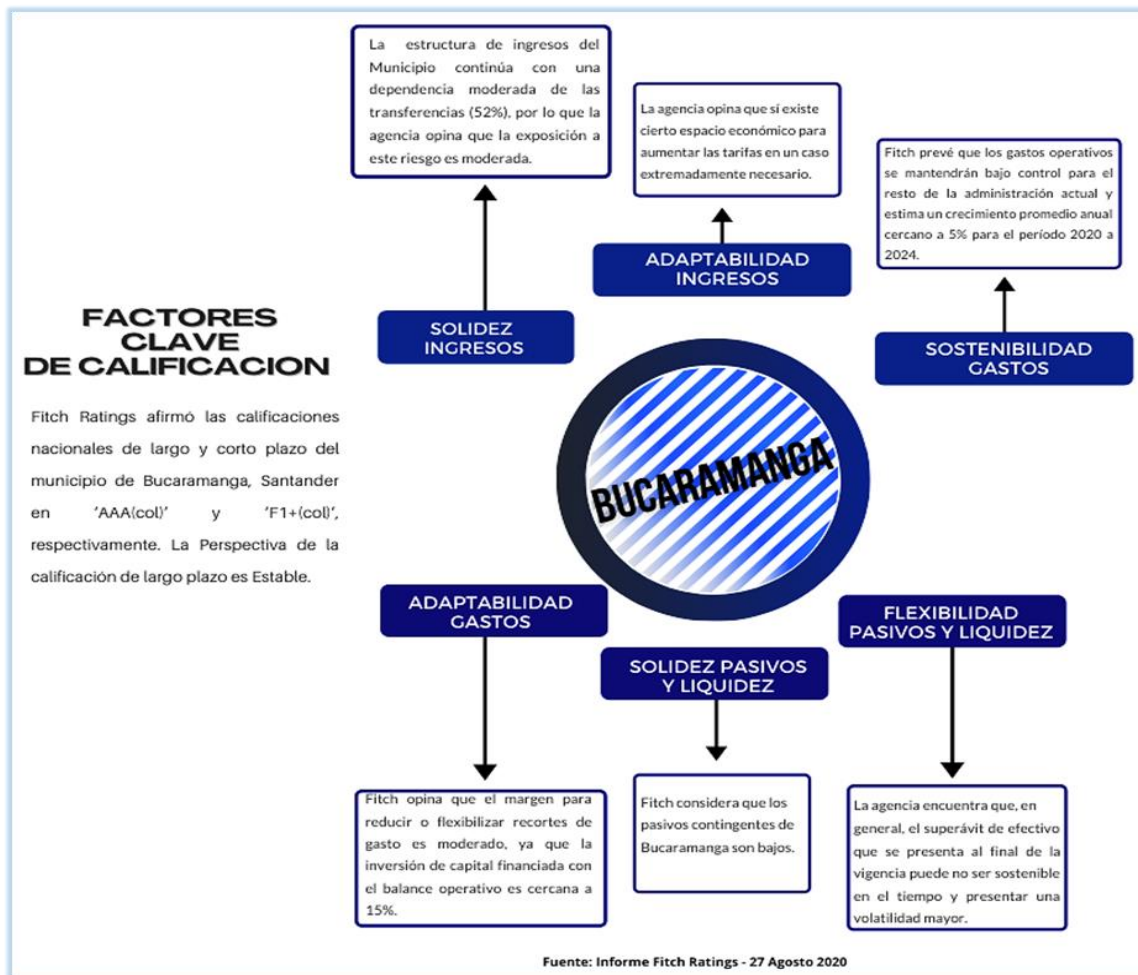 FACTORES
CLAVE
DE CALIFICACION
Fitch Ratings afirmó las calificaciones
nacionales de largo y corto plazo del
municipio de Bucaramanga, Santander
en 'AAA(col)' y 'F1+(col)',
respectivamente. La Perspectiva de la
calificación de largo plazo es Estable.
La estructura de ingresos del
Municipio continúa con una
dependencia moderada de las
transferencias (52%), por lo que la
agencia opina que la exposición a
este riesgo es moderada.
SOLIDEZ
INGRESOS
La agencia opina que sí existe
cierto espacio económico para
aumentar las tarifas en un caso
extremadamente necesario.
ADAPTABILIDAD
INGRESOS
Fitch prevé que los gastos operativos
se mantendrán bajo control para el
resto de la administración actual y
estima un crecimiento promedio anual
cercano a 5% para el período 2020 a
2024.
SOSTENIBILIDAD
GASTOS
BUCARAMANGA
ADAPTABILIDAD
GASTOS
Fitch opina que el margen para
reducir o flexibilizar recortes de
gasto es moderado, ya que la
inversión de capital financiada con
el balance operativo es cercana a
15%.
SOLIDEZ PASIVOS
Y LIQUIDEZ
Fitch considera que los
pasivos contingentes de
Bucaramanga son bajos.
FLEXIBILIDAD
PASIVOS Y LIQUIDEZ
La agencia encuentra que, en
general, el superávit de efectivo
que se presenta al final de la
vigencia puede no ser sostenible
en el tiempo y presentar una
volatilidad mayor.
Fuente: Informe Fitch Ratings - 27 Agosto 2020